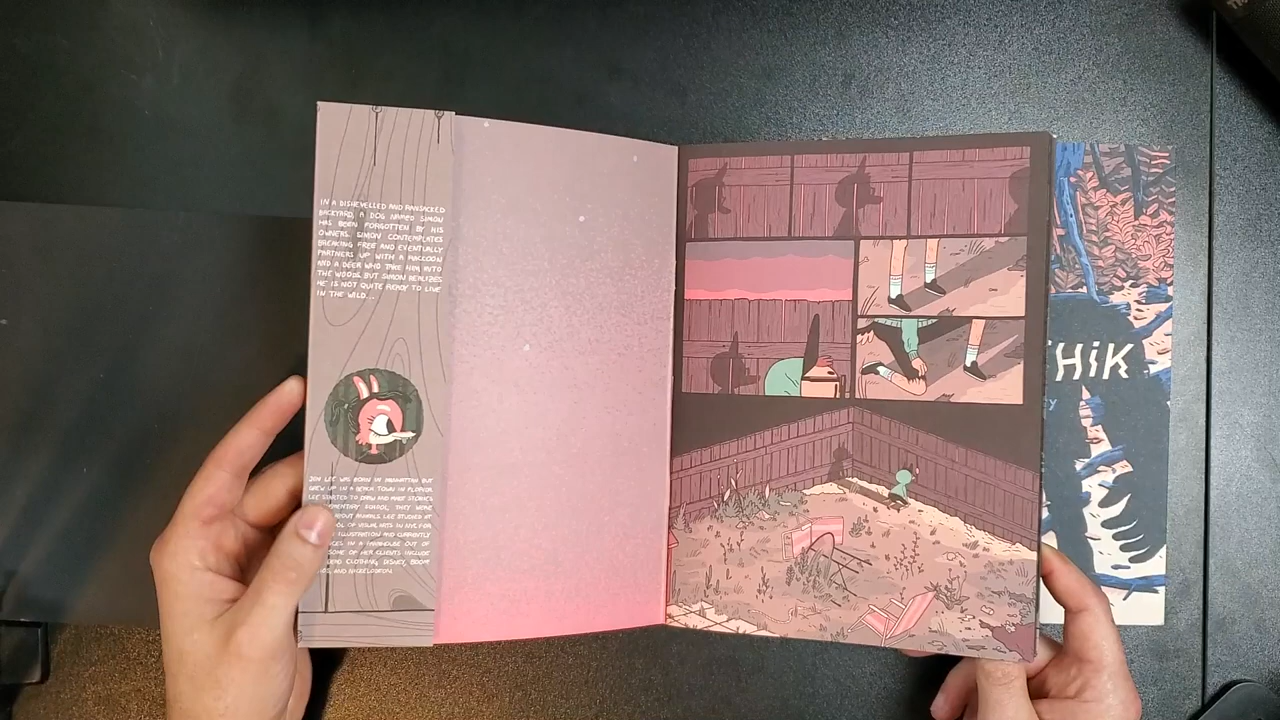 IN A DISHEVELLED AND RANSACKED
BACKYARD, A DOG NAMED SIMON
HAS BEEN FORGOTTEN BY HIS
OWNERS. SIMON CONTEMPLATES
BREAKING FREE AND EVENTUALLY
PARTNERS UP WITH A RACCOON
AND A DEER WHO TAKE HIM INTO
THE WOODS. BUT SIMON REALIZES
HE IS NOT QUITE READY TO LIVE
IN THE WILD...
JEN LEE WAS BORN IN MANHATTAN BUT
GREW UP IN A BEACH TOWN IN FLORIDA.
LEE STARTED TO DRAW AND MAKE STORIES
THEY WERE
ABOUT ANIMALS. LEE STUDIED AT
OOL OF VISUAL ARTS IN NYC FOR
ILLUSTRATION AND CURRENTLY
IN A FARMHOUSE OUT OF
SOME OF HER CLIENTS INCLUDE
CLOTHING, DISNEY, BOOM
AND NICKELODEON.
HiK
Y